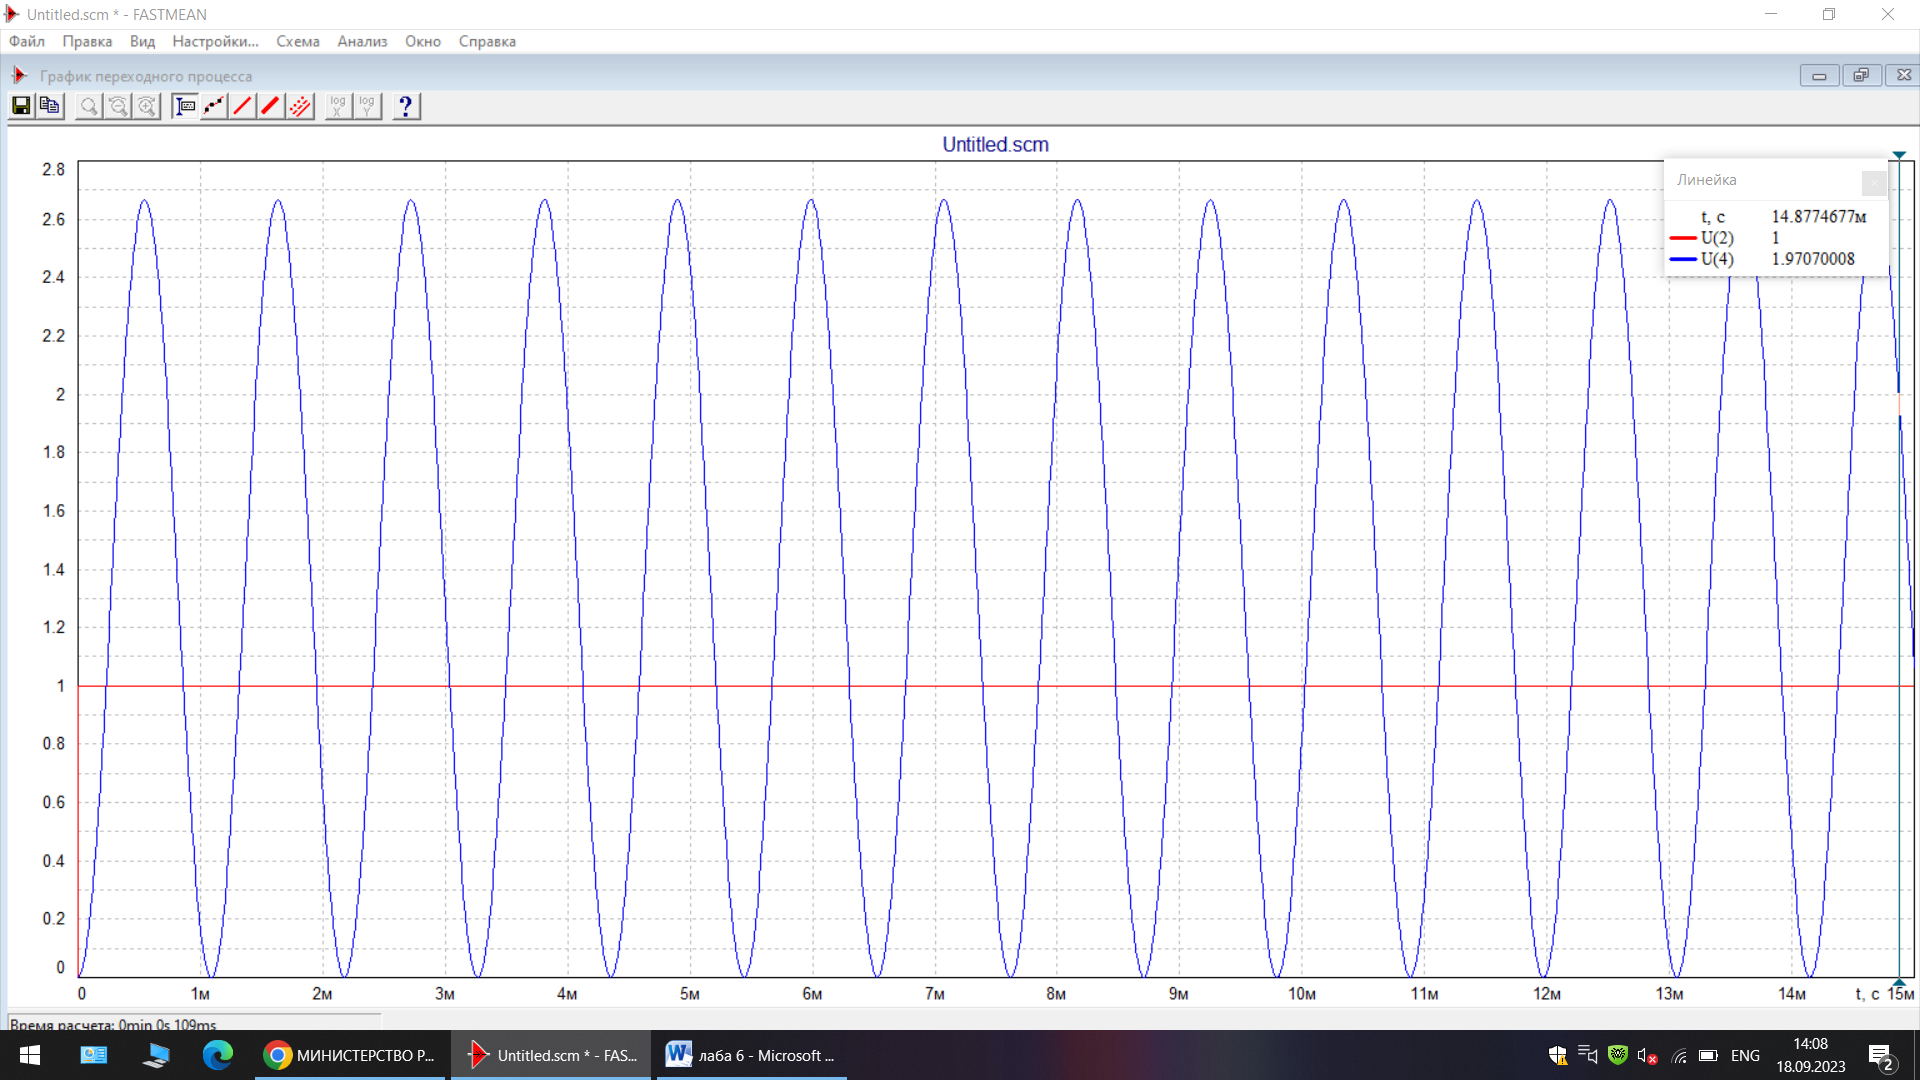 Untitled.scm * - FASTMEAN
Файл Правка Вид Настройки... Схема Анализ Окно Справка
График переходного процесса
log X log Y ?
Untitled.scm
2.8
2.6
2.4
2.2
2
1.8
1.6
1.4
1.2
1
0.8
0.6
0.4
0.2
0
Линейка
t, c 14.8774677м
U(2) 1
U(4) 1.97070008
0 1м 2м 3м 4м 5м 6м 7м 8м 9м 10м 11м 12м 13м 14м t, c 15м
Время расчета: 0min 0s 109ms
МИНИСТЕРСТВО Р...
Untitled.scm * - FAS...
лаба 6 - Microsoft ...
ENG
14:08
18.09.2023
2